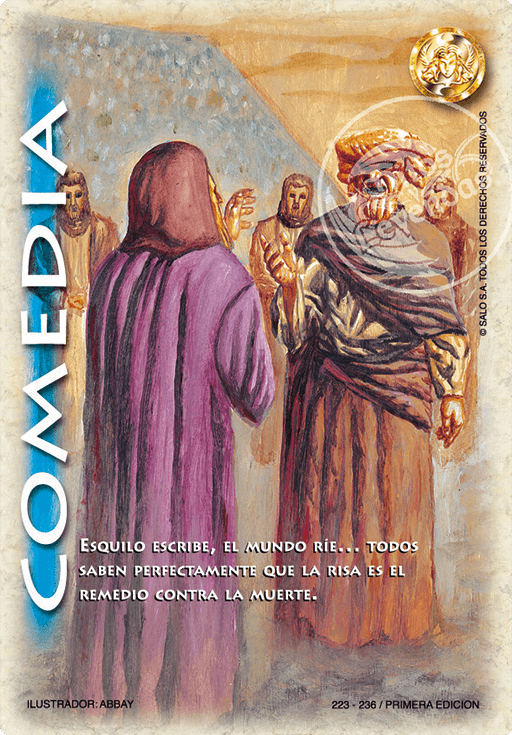 COMEDIA
© SALO S.A. TODOS LOS DERECHOS RESERVADOS
ESQUILO ESCRIBE, EL MUNDO RÍE... TODOS
SABEN PERFECTAMENTE QUE LA RISA ES EL
REMEDIO CONTRA LA MUERTE.
ILUSTRADOR: ABBAY
223 - 236 / PRIMERA EDICION